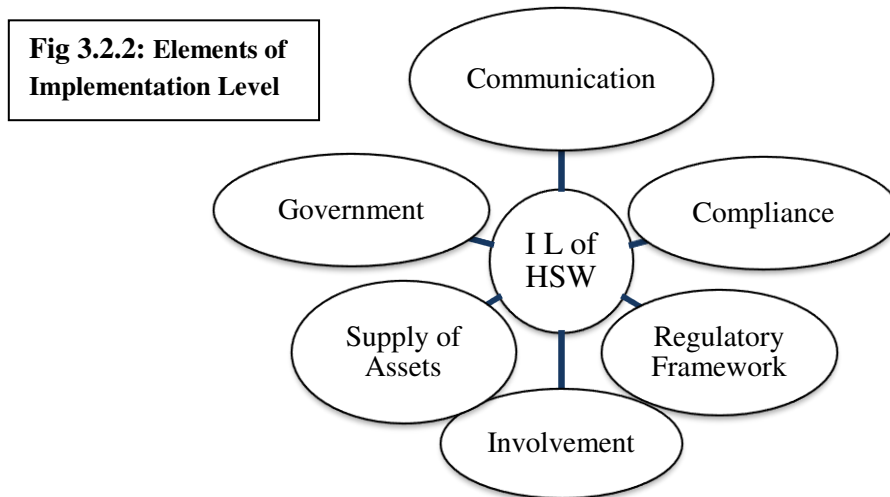 Fig 3.2.2: Elements of
Implementation Level
Communication
Government
Compliance
I L of
HSW
Supply of
Assets
Regulatory
Framework
Involvement